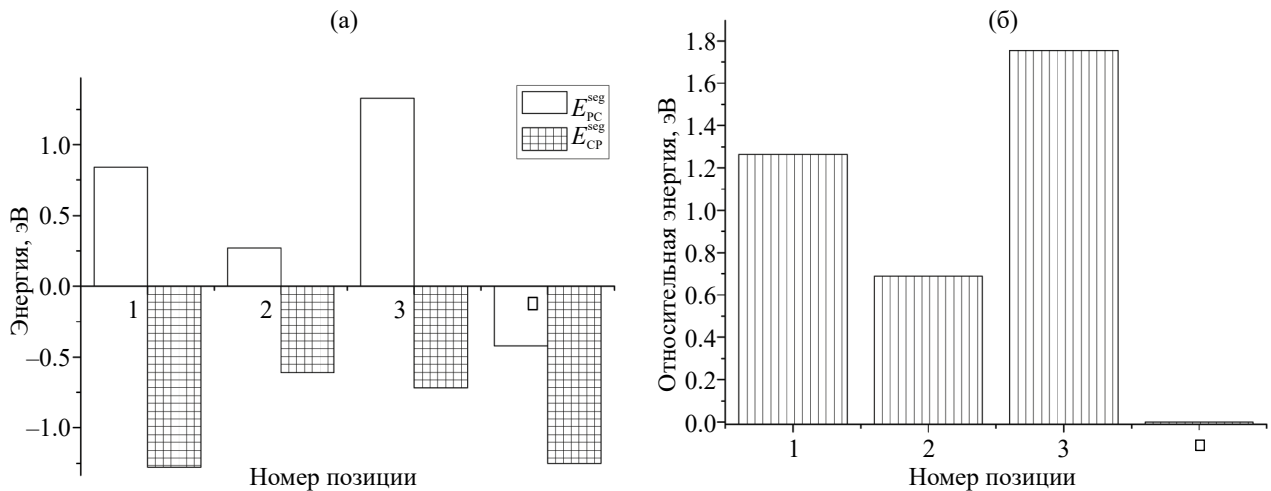 (а)
Энергия, эВ
1.0
0.5
0.0
–0.5
–1.0
1
2
3
□
E seg PC
E seg CP
Номер позиции
(б)
Относительная энергия, эВ
1.8
1.6
1.4
1.2
1.0
0.8
0.6
0.4
0.2
0.0
1
2
3
□
Номер позиции